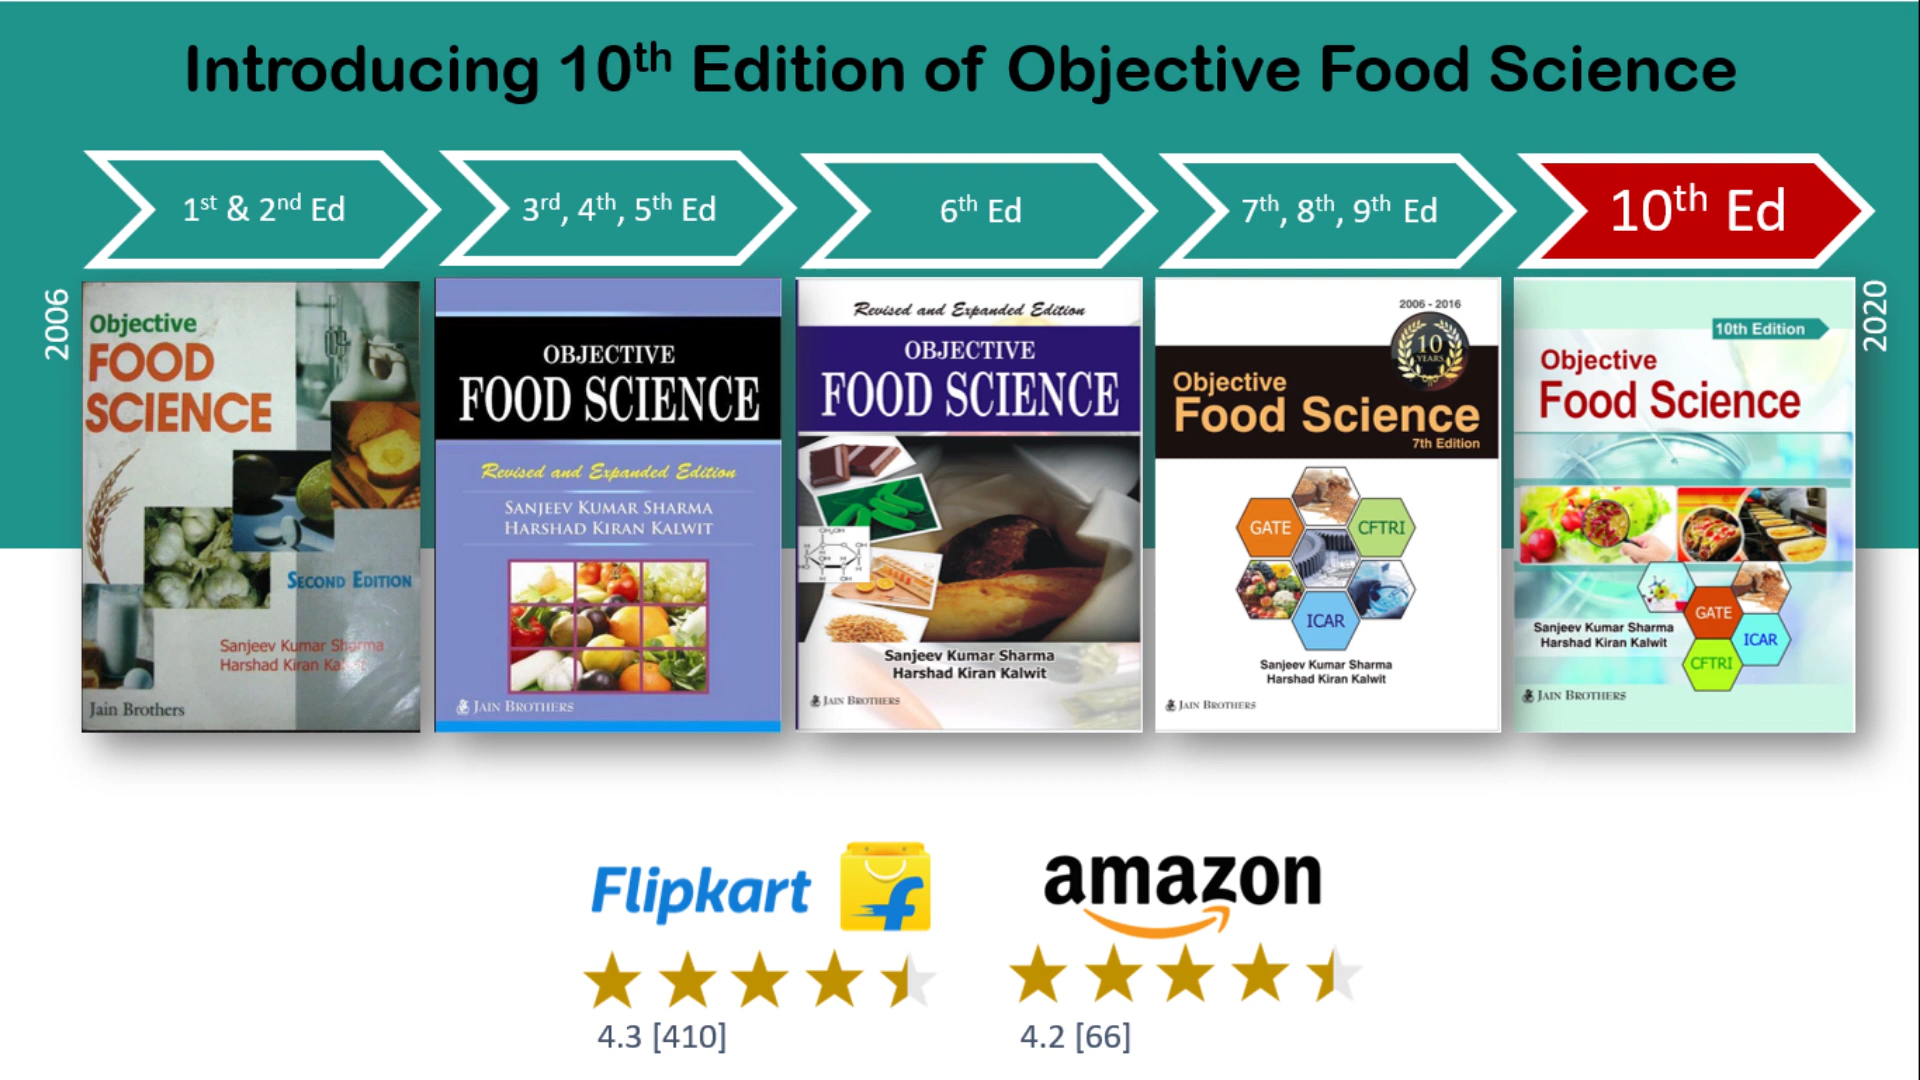 Introducing 10th Edition of Objective Food Science
1st & 2nd Ed
3rd, 4th, 5th Ed
6th Ed
7th, 8th, 9th Ed
10th Ed
2006
Objective
FOOD
SCIENCE
SECOND EDITION
Sanjeev Kumar Sharma
Harshad Kiran
Jain Brothers
OBJECTIVE
FOOD SCIENCE
Revised and Expanded Edition
SANJEEV KUMAR SHARMA
HARSHAD KIRAN KALWIT
JAIN BROTHERS
Revised and Expanded Edition
OBJECTIVE
FOOD SCIENCE
Sanjeev Kumar Sharma
Harshad Kiran Kalwit
JAIN BROTHERS
2006 - 2016
10
YEARS
Objective
Food Science
7th Edition
GATE
CFTRI
ICAR
Sanjeev Kumar Sharma
Harshad Kiran Kalwit
JAIN BROTHERS
10th Edition
Objective
Food Science
GATE
ICAR
CFTRI
Sanjeev Kumar Sharma
Harshad Kiran Kalwit
JAIN BROTHERS
2020
Flipkart
amazon
4.3 [410]
4.2 [66]